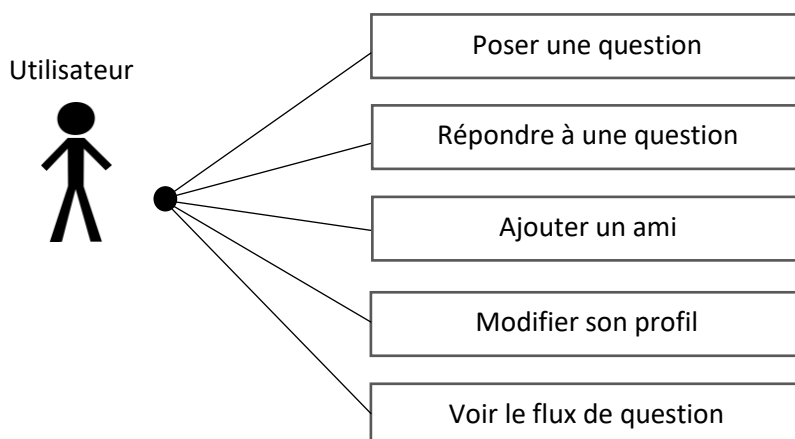 Poser une question
Utilisateur
Répondre à une question
Ajouter un ami
Modifier son profil
Voir le flux de question